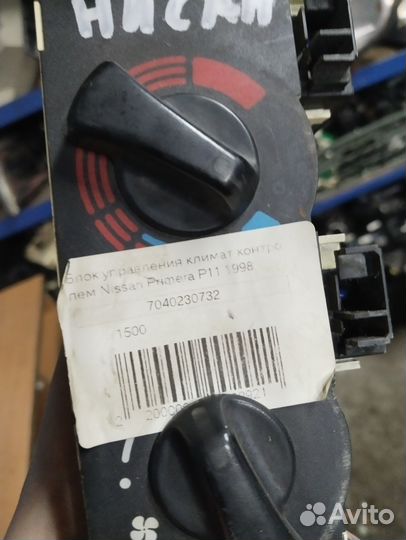 НИСАН
Блок управления климат контро
лем Nissan Primera P11 1998
7040230732
1500
Avito